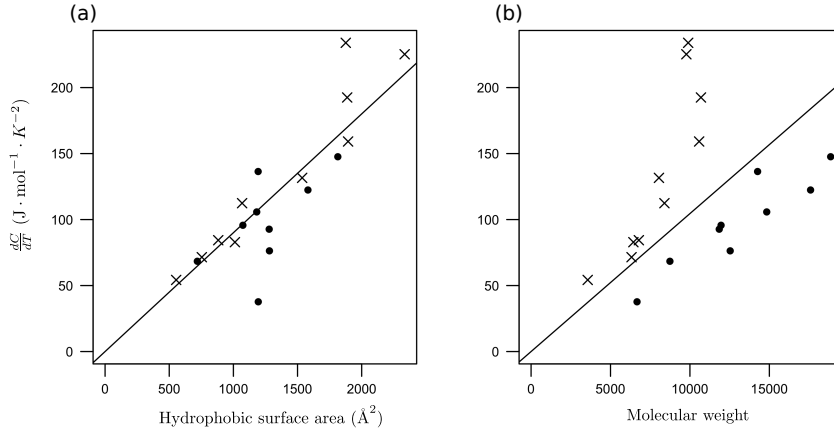 (a)
(b)
dC/dT (J · mol⁻¹ · K⁻²)
200
150
100
50
0
0 500 1000 1500 2000
Hydrophobic surface area (Å²)
200
150
100
50
0
0 5000 10000 15000
Molecular weight